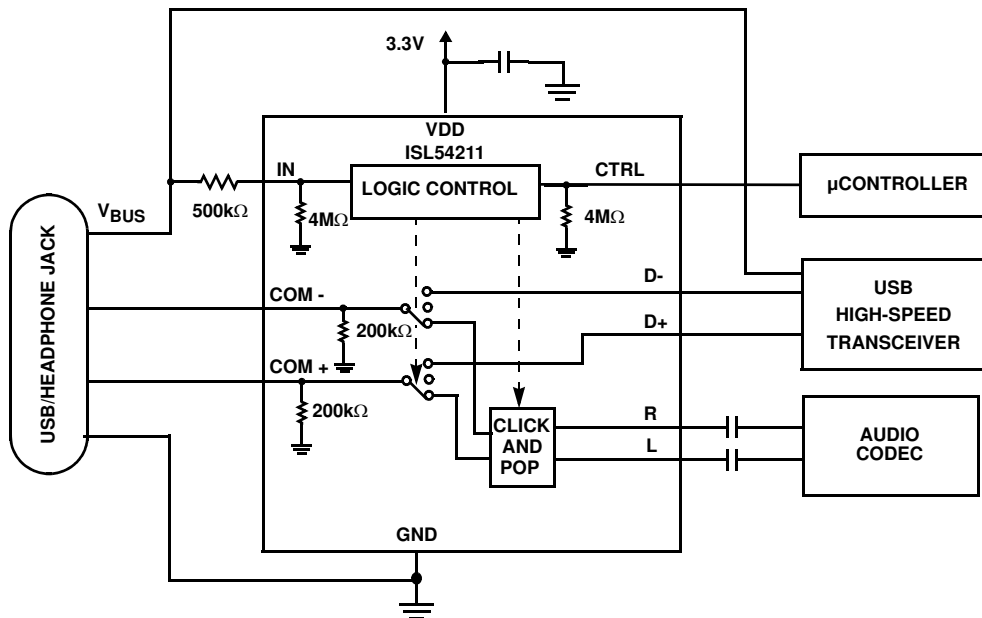 3.3V
VDD
ISL54211
IN
LOGIC CONTROL
CTRL
µCONTROLLER
500kΩ
4MΩ
4MΩ
VBUS
USB/HEADPHONE JACK
COM -
200kΩ
D-
D+
USB
HIGH-SPEED
TRANSCEIVER
COM +
200kΩ
CLICK
AND
POP
R
L
AUDIO
CODEC
GND